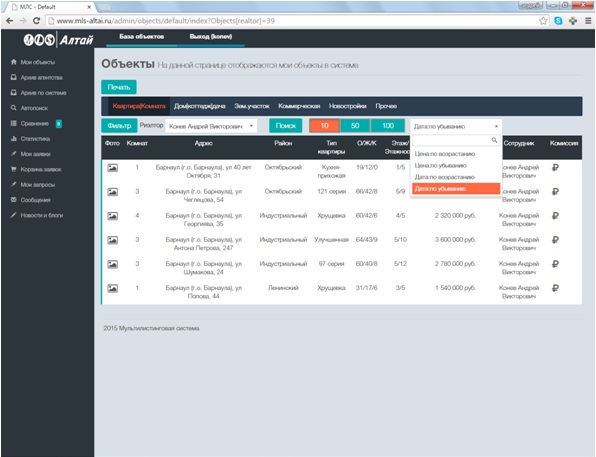 МЛС - Default
андрей
www.mls-altai.ru/admin/objects/default/index?Objects[realtor]=39
МЛS Алтай
База объектов
Выход (konev)
Мои объекты
Архив агентства
Архив по системе
Автопоиск
Сравнение
Статистика
Мои заявки
Корзина заявок
Мои запросы
Сообщения
Новости и блоги
Объекты На данной странице отображаются мои объекты в системе
Печать
Квартира|Комната Дом|коттедж|дача Зем.участок Коммерческая Новостройки Прочее
Фильтр Риэлтор Конев Андрей Викторович Поиск 10 50 100 Дата:по убыванию
Цена:по возрастанию
Цена:по убыванию
Дата:по возрастанию
Дата:по убыванию
Фото Комнат Адрес Район Тип квартиры О/Ж/К Этаж/Этажность Сотрудник Комиссия
1 Барнаул (г.о. Барнаула), ул 40 лет Октября, 31 Октябрьский Кухня-прихожая 19/12/0 1/5 Конев Андрей Викторович
3 Барнаул (г.о. Барнаула), ул Чеглецова, 54 Октябрьский 121 серия 66/42/8 5/9 Конев Андрей Викторович
4 Барнаул (г.о. Барнаула), ул Георгиева, 35 Индустриальный Хрущевка 60/42/6 4/5 2 320 000 руб. Конев Андрей Викторович
3 Барнаул (г.о. Барнаула), ул Антона Петрова, 247 Индустриальный Улучшенная 64/43/9 5/10 3 600 000 руб. Конев Андрей Викторович
3 Барнаул (г.о. Барнаула), ул Шумакова, 24 Индустриальный 97 серия 60/40/8 5/12 2 780 000 руб. Конев Андрей Викторович
1 Барнаул (г.о. Барнаула), ул Попова, 44 Ленинский Хрущевка 31/17/6 3/5 1 540 000 руб. Конев Андрей Викторович
2015 Мультилистинговая система